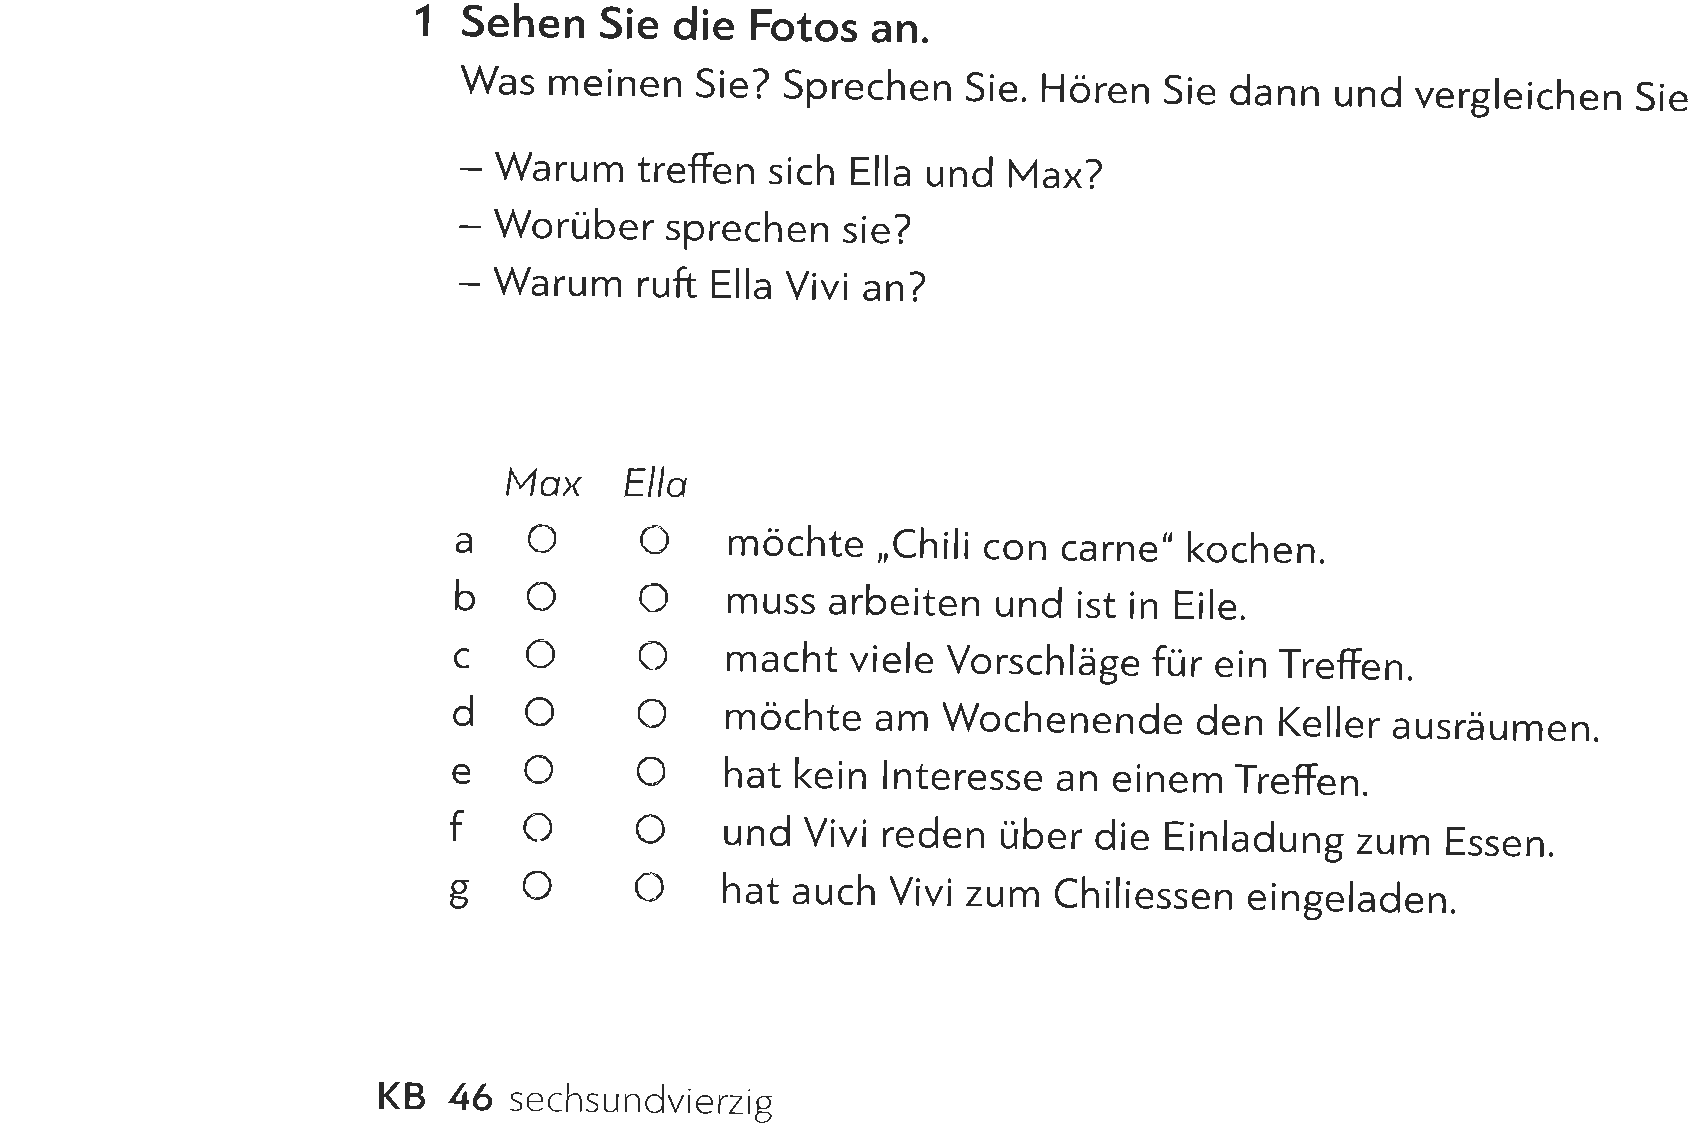 1 Sehen Sie die Fotos an.
Was meinen Sie? Sprechen Sie. Hören Sie dann und vergleichen Sie
– Warum treffen sich Ella und Max?
– Worüber sprechen sie?
– Warum ruft Ella Vivi an?
Max Ella
a O O möchte „Chili con carne“ kochen.
b O O muss arbeiten und ist in Eile.
c O O macht viele Vorschläge für ein Treffen.
d O O möchte am Wochenende den Keller ausräumen.
e O O hat kein Interesse an einem Treffen.
f O O und Vivi reden über die Einladung zum Essen.
g O O hat auch Vivi zum Chiliessen eingeladen.
KB 46 sechsundvierzig